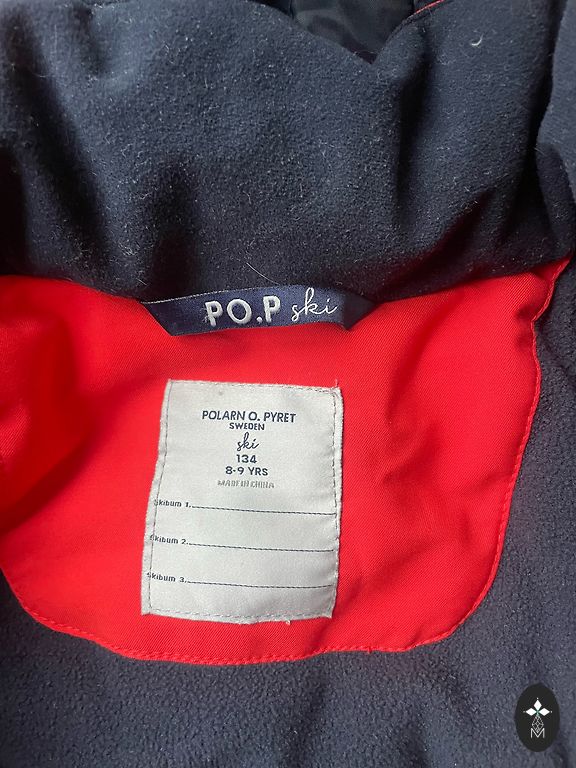 PO.P ski
POLARN O. PYRET
SWEDEN
ski
134
8-9 YRS
MADE IN CHINA
Skibum 1.
Skibum 2.
Skibum 3.
M